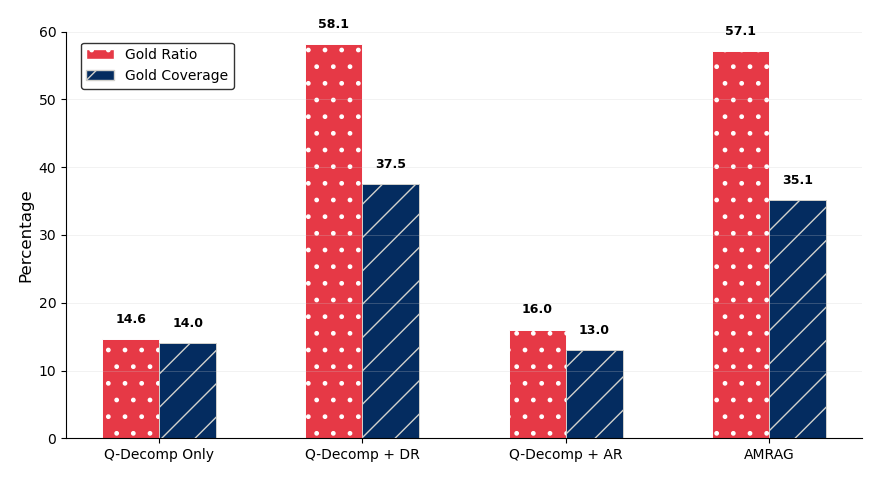 58.1
57.1
60
Gold Ratio
Gold Coverage
50
37.5
40
35.1
Percentage
30
20
14.6
14.0
16.0
13.0
10
0
Q-Decomp Only
Q-Decomp + DR
Q-Decomp + AR
AMRAG